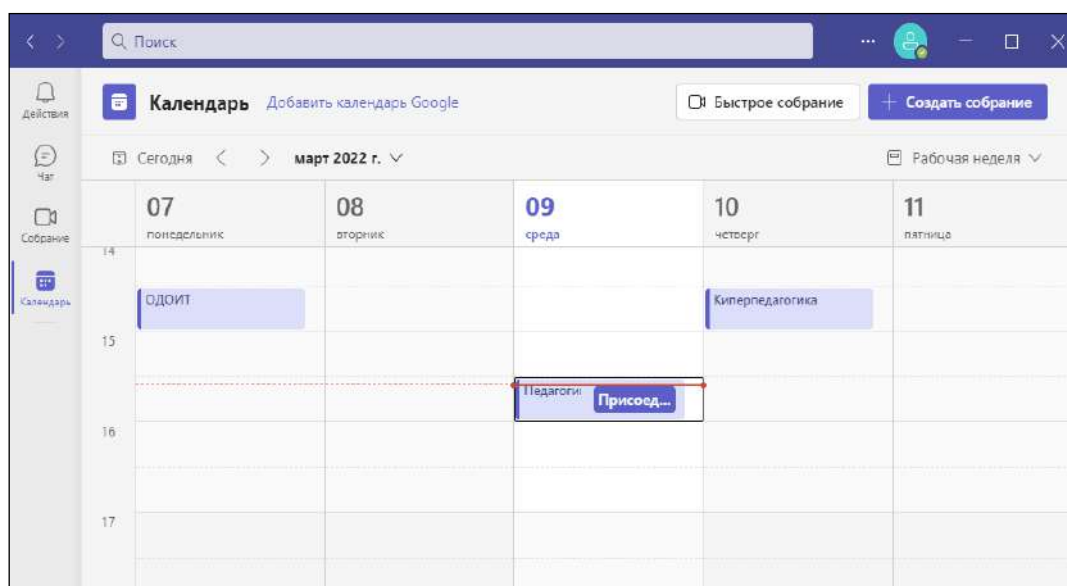 Поиск
Действия
Чат
Собрание
Календарь
Календарь Добавить календарь Google Быстрое собрание Создать собрание
Сегодня март 2022 г. Рабочая неделя
07 08 09 10 11
понедельник вторник среда четверг пятница
14
ОДОИТ Киперпедагогика
15
Педагоги Присоед...
16
17